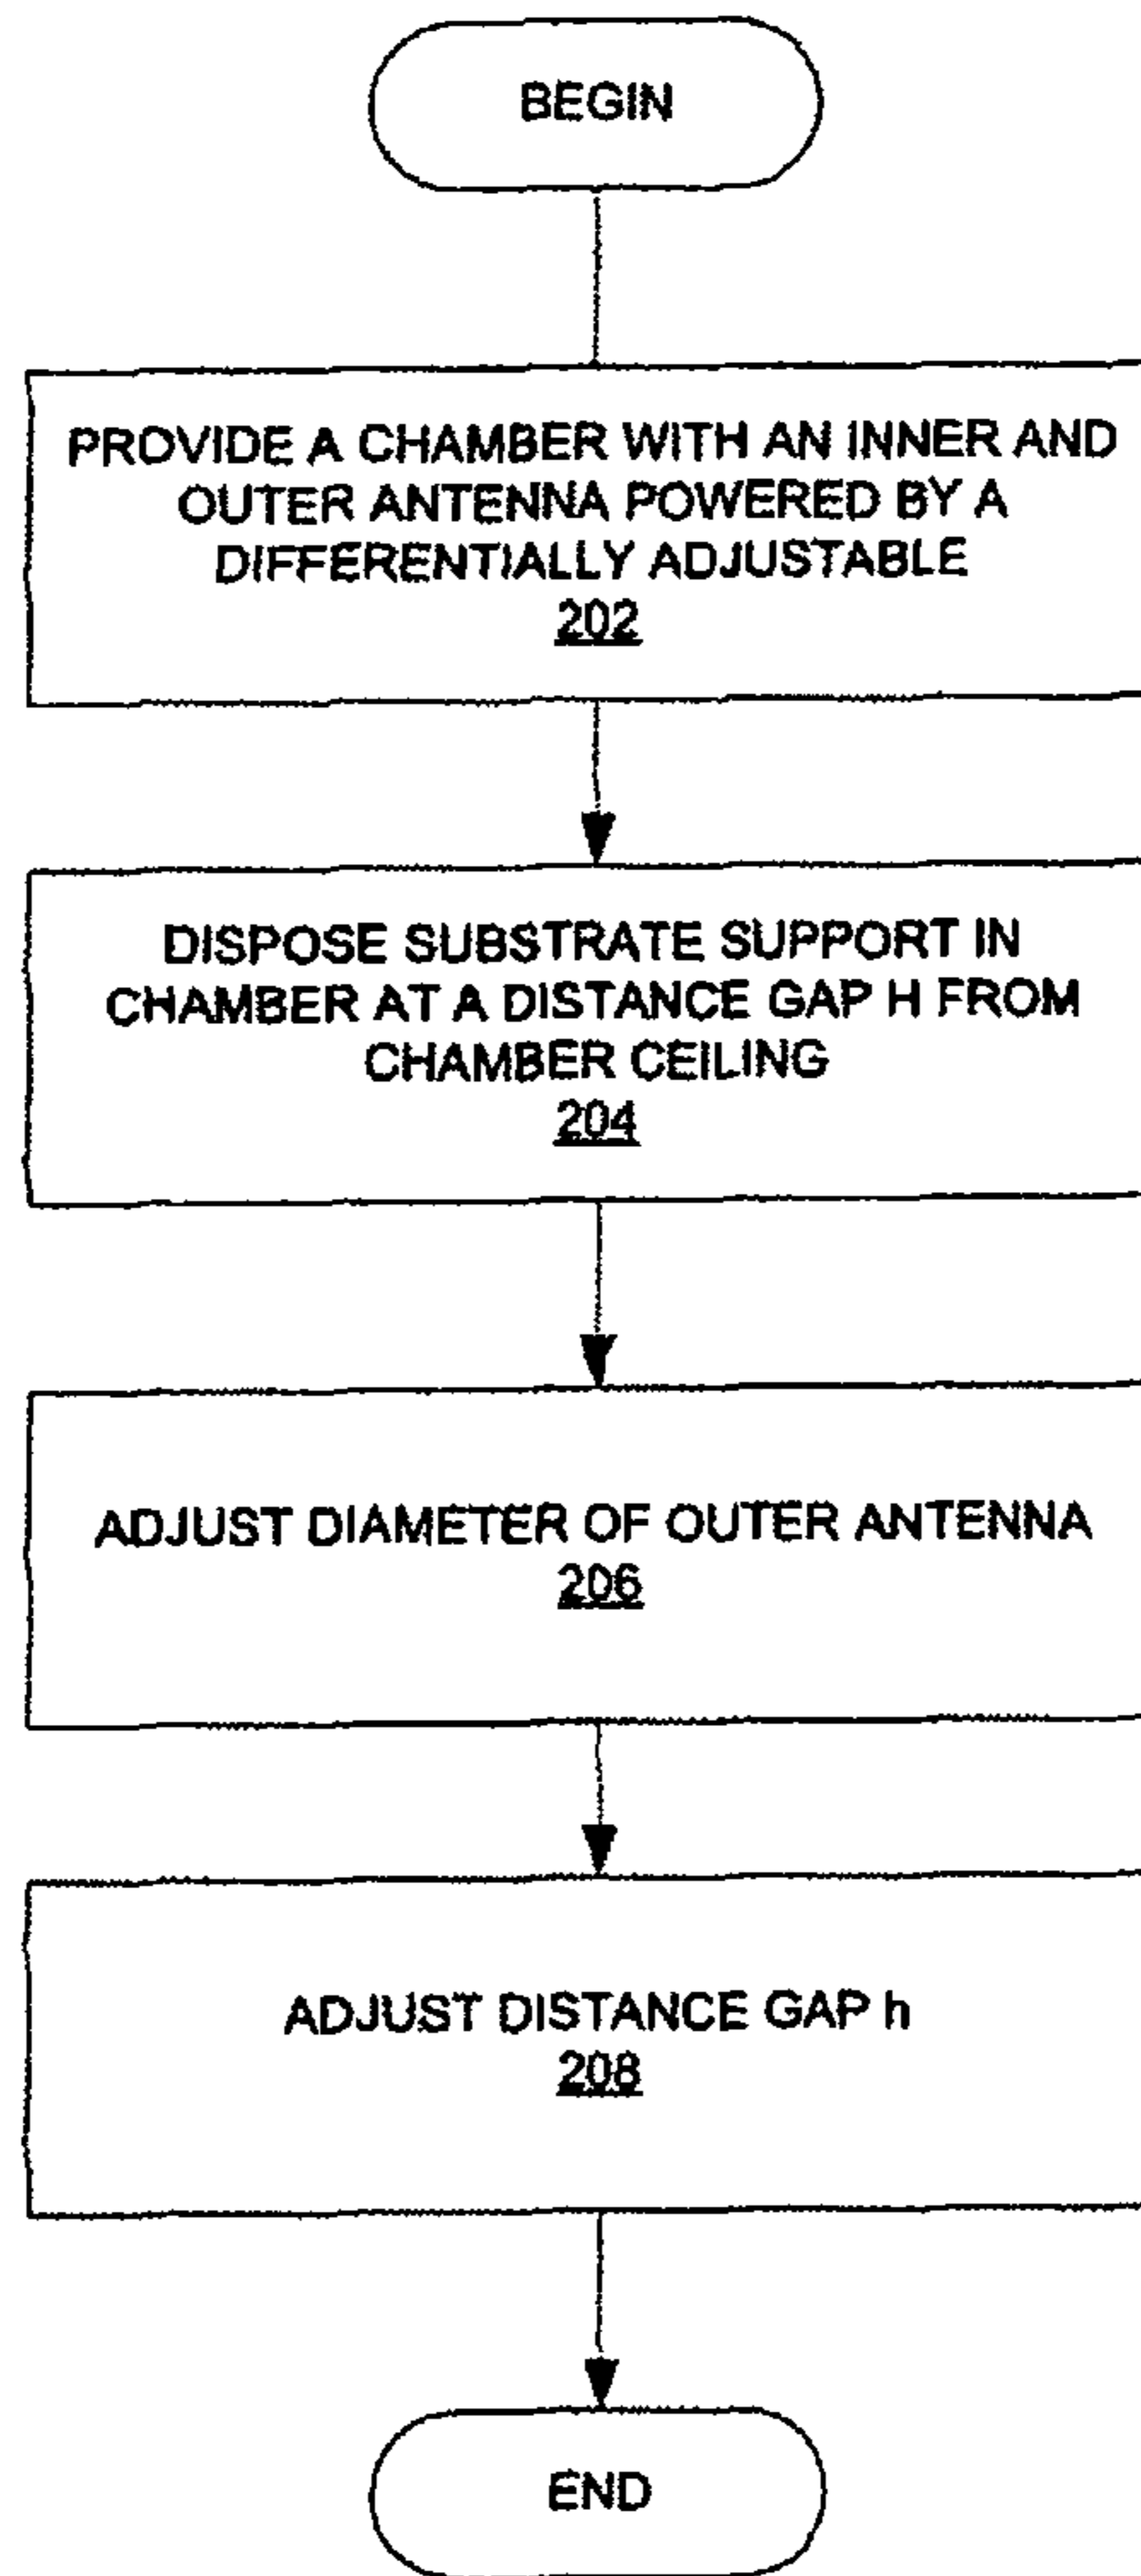 BEGIN
PROVIDE A CHAMBER WITH AN INNER AND
OUTER ANTENNA POWERED BY A
DIFFERENTIALLY ADJUSTABLE
202
DISPOSE SUBSTRATE SUPPORT IN
CHAMBER AT A DISTANCE GAP H FROM
CHAMBER CEILING
204
ADJUST DIAMETER OF OUTER ANTENNA
206
ADJUST DISTANCE GAP h
208
END